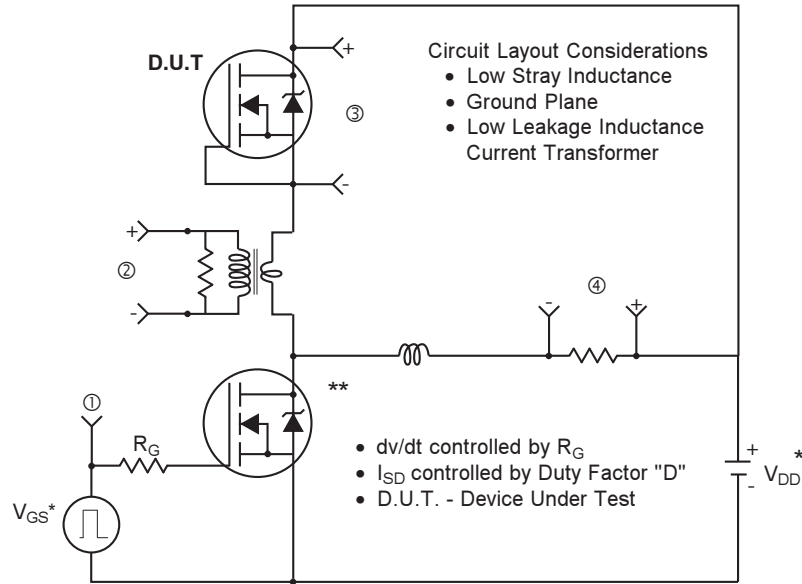 D.U.T
+
③
-
Circuit Layout Considerations
• Low Stray Inductance
• Ground Plane
• Low Leakage Inductance
Current Transformer
+
②
-
④
-
+
**
①
R_G
V_GS*
• dv/dt controlled by R_G
• I_SD controlled by Duty Factor "D"
• D.U.T. - Device Under Test
+
-
V_DD*